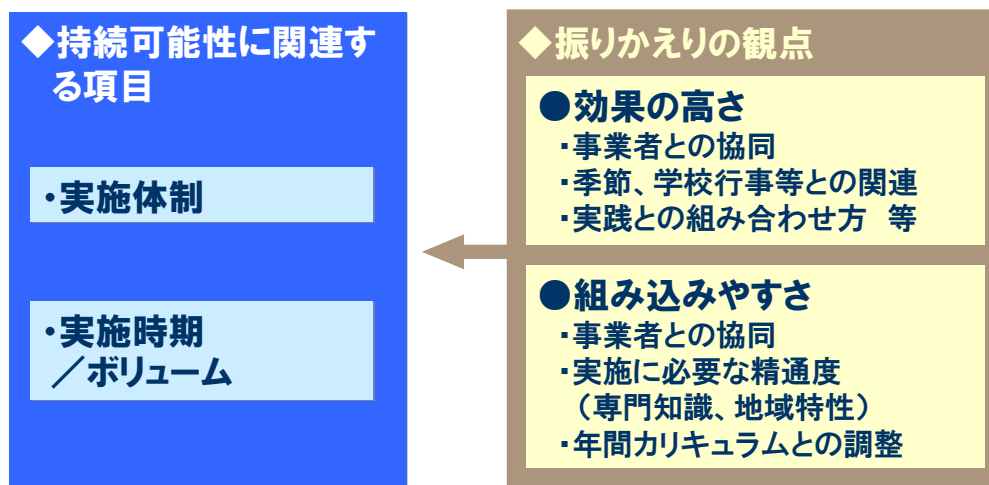 ◆持続可能性に関連す
る項目
・実施体制
・実施時期
／ボリューム
◆振りかえりの観点
●効果の高さ
・事業者との協同
・季節、学校行事等との関連
・実践との組み合わせ方　等
●組み込みやすさ
・事業者との協同
・実施に必要な精通度
（専門知識、地域特性）
・年間カリキュラムとの調整